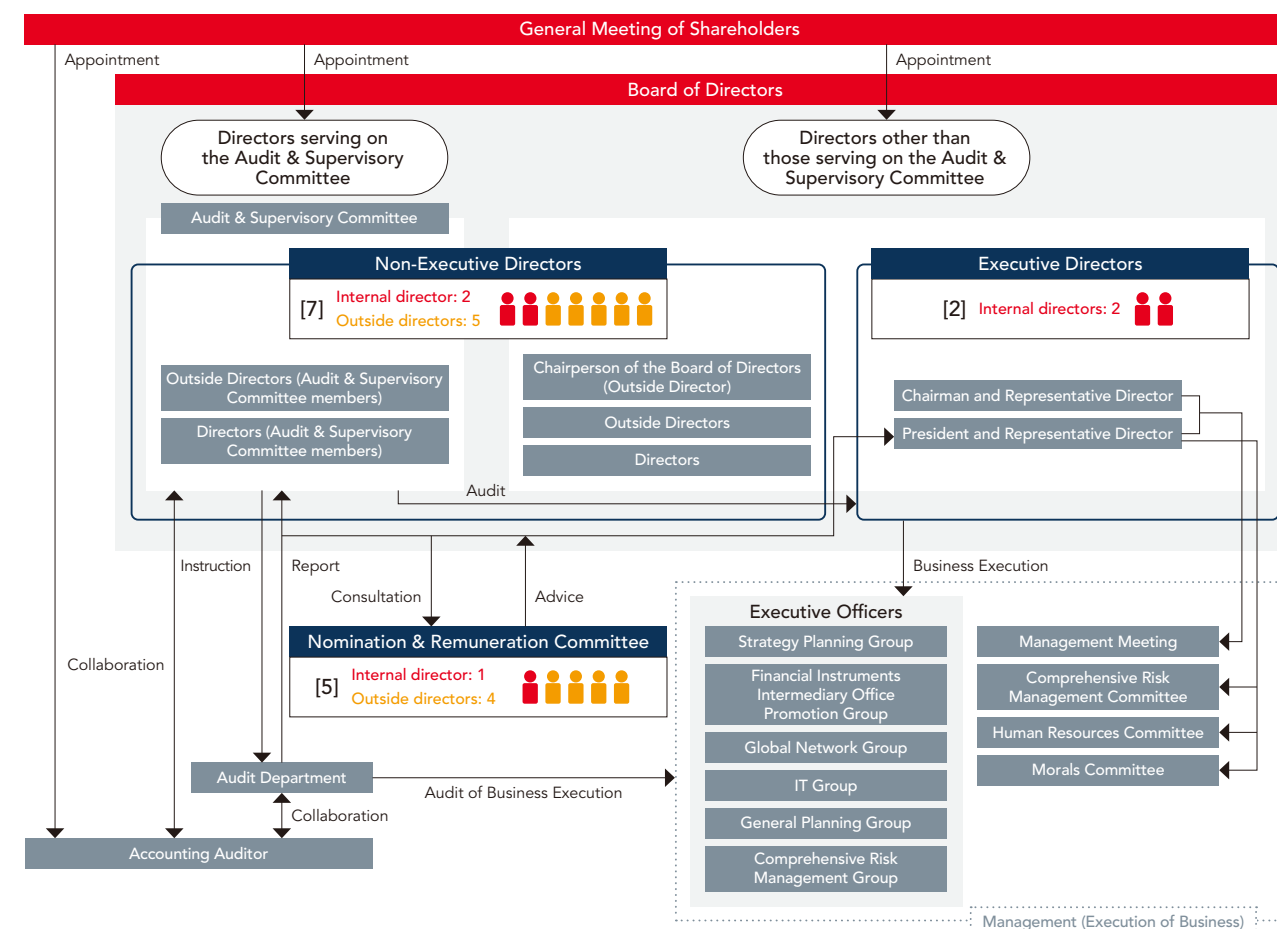 General Meeting of Shareholders
Appointment
Appointment
Appointment
Board of Directors
Directors serving on
the Audit & Supervisory
Committee
Directors other than
those serving on the Audit &
Supervisory Committee
Audit & Supervisory Committee
Non-Executive Directors
[7]
Internal director: 2
Outside directors: 5
Executive Directors
[2]
Internal directors: 2
Outside Directors (Audit & Supervisory
Committee members)
Directors (Audit & Supervisory
Committee members)
Chairperson of the Board of Directors
(Outside Director)
Outside Directors
Directors
Chairman and Representative Director
President and Representative Director
Audit
Instruction
Report
Consultation
Advice
Business Execution
Collaboration
Nomination & Remuneration Committee
[5]
Internal director: 1
Outside directors: 4
Executive Officers
Strategy Planning Group
Financial Instruments
Intermediary Office
Promotion Group
Global Network Group
IT Group
General Planning Group
Comprehensive Risk
Management Group
Management Meeting
Comprehensive Risk
Management Committee
Human Resources Committee
Morals Committee
Audit Department
Audit of Business Execution
Collaboration
Accounting Auditor
Management (Execution of Business)